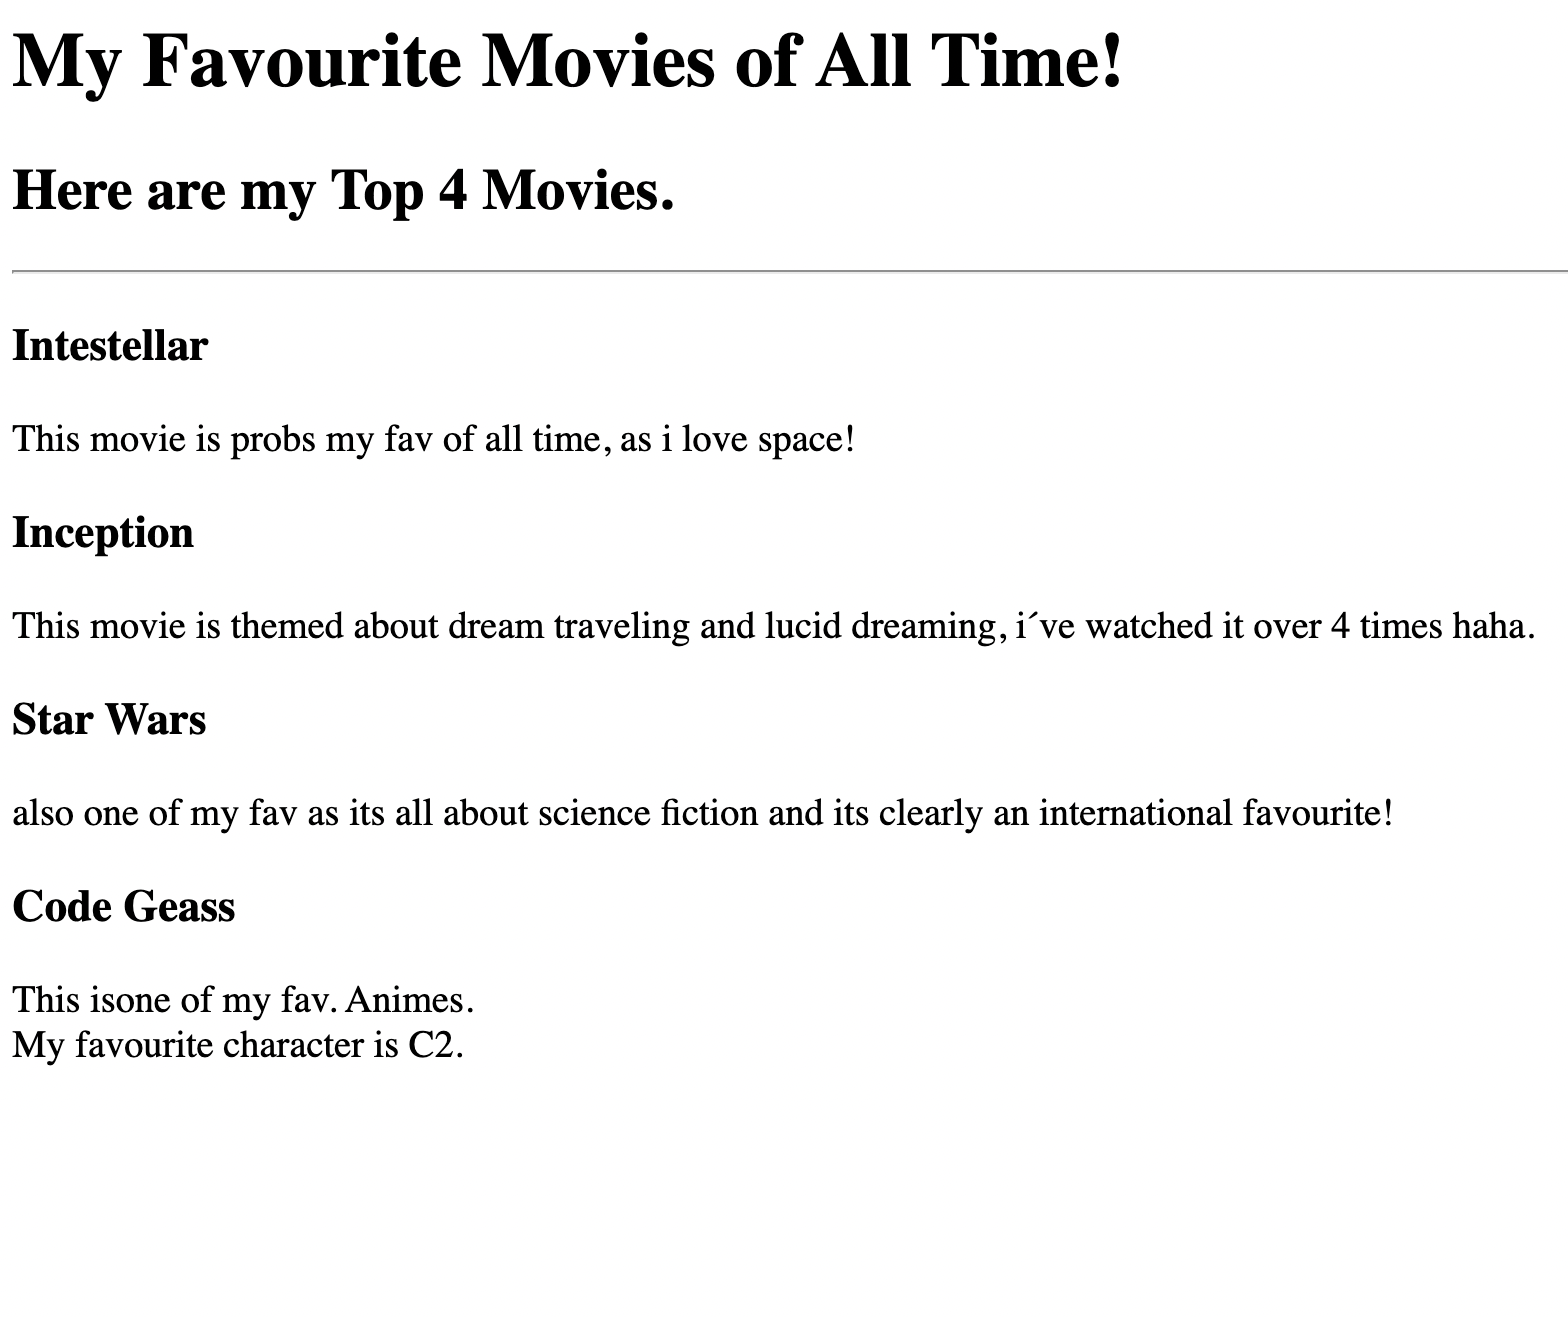 My Favourite Movies of All Time!
Here are my Top 4 Movies.
Intestellar
This movie is probs my fav of all time, as i love space!
Inception
This movie is themed about dream traveling and lucid dreaming, i´ve watched it over 4 times haha.
Star Wars
also one of my fav as its all about science fiction and its clearly an international favourite!
Code Geass
This isone of my fav. Animes.
My favourite character is C2.